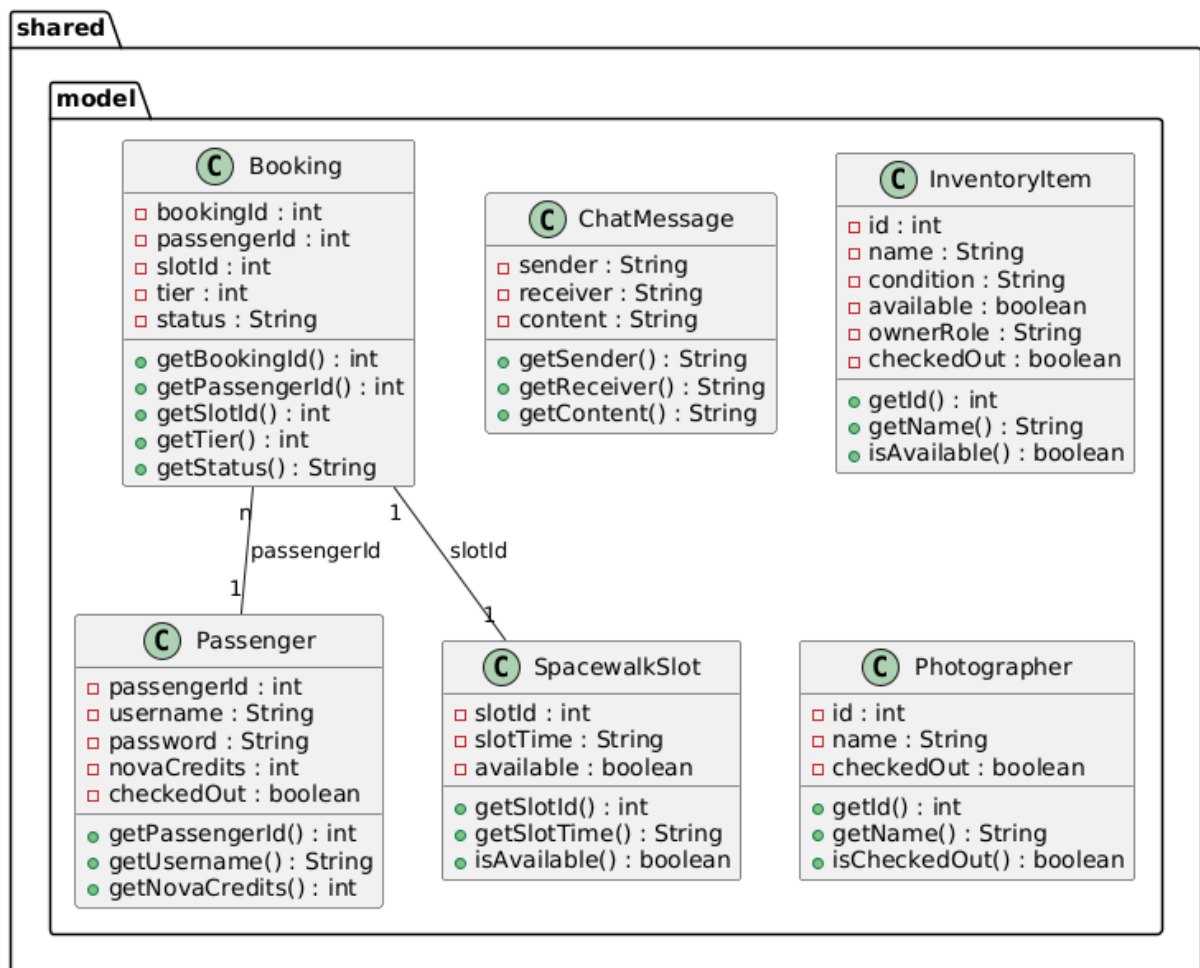 shared
model
C Booking
bookingId : int
passengerId : int
slotId : int
tier : int
status : String
getBookingId() : int
getPassengerId() : int
getSlotId() : int
getTier() : int
getStatus() : String
C ChatMessage
sender : String
receiver : String
content : String
getSender() : String
getReceiver() : String
getContent() : String
C InventoryItem
id : int
name : String
condition : String
available : boolean
ownerRole : String
checkedOut : boolean
getId() : int
getName() : String
isAvailable() : boolean
n
passengerId
1
1
slotId
1
C Passenger
passengerId : int
username : String
password : String
novaCredits : int
checkedOut : boolean
getPassengerId() : int
getUsername() : String
getNovaCredits() : int
C SpacewalkSlot
slotId : int
slotTime : String
available : boolean
getSlotId() : int
getSlotTime() : String
isAvailable() : boolean
C Photographer
id : int
name : String
checkedOut : boolean
getId() : int
getName() : String
isCheckedOut() : boolean